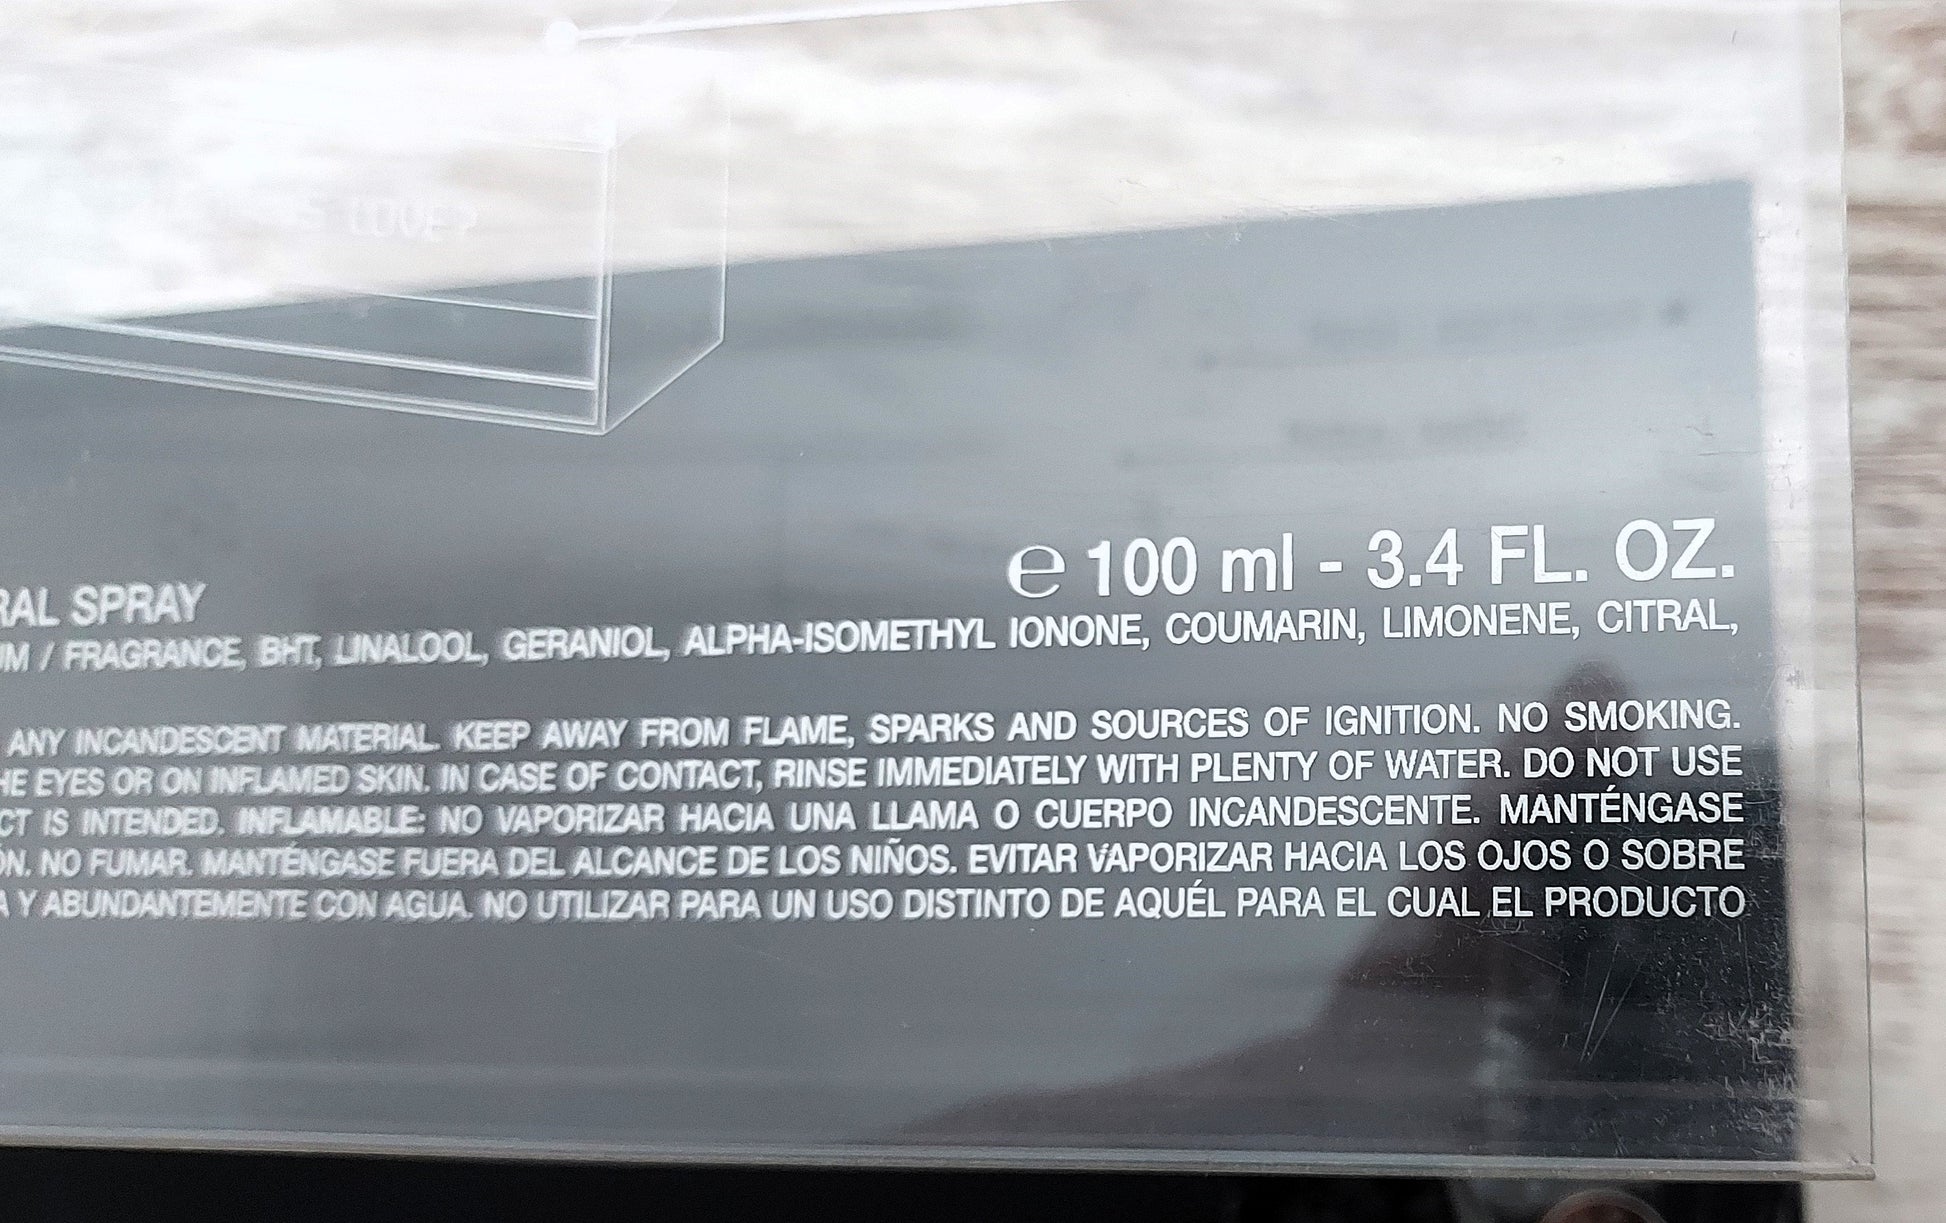 LOVE?
℮ 100 ml - 3.4 FL. OZ.
RAL SPRAY
UM / FRAGRANCE, BHT, LINALOOL, GERANIOL, ALPHA-ISOMETHYL IONONE, COUMARIN, LIMONENE, CITRAL,
ANY INCANDESCENT MATERIAL. KEEP AWAY FROM FLAME, SPARKS AND SOURCES OF IGNITION. NO SMOKING.
HE EYES OR ON INFLAMED SKIN. IN CASE OF CONTACT, RINSE IMMEDIATELY WITH PLENTY OF WATER. DO NOT USE
CT IS INTENDED. INFLAMABLE: NO VAPORIZAR HACIA UNA LLAMA O CUERPO INCANDESCENTE. MANTÉNGASE
ÓN. NO FUMAR. MANTÉNGASE FUERA DEL ALCANCE DE LOS NIÑOS. EVITAR VAPORIZAR HACIA LOS OJOS O SOBRE
A Y ABUNDANTEMENTE CON AGUA. NO UTILIZAR PARA UN USO DISTINTO DE AQUÉL PARA EL CUAL EL PRODUCTO